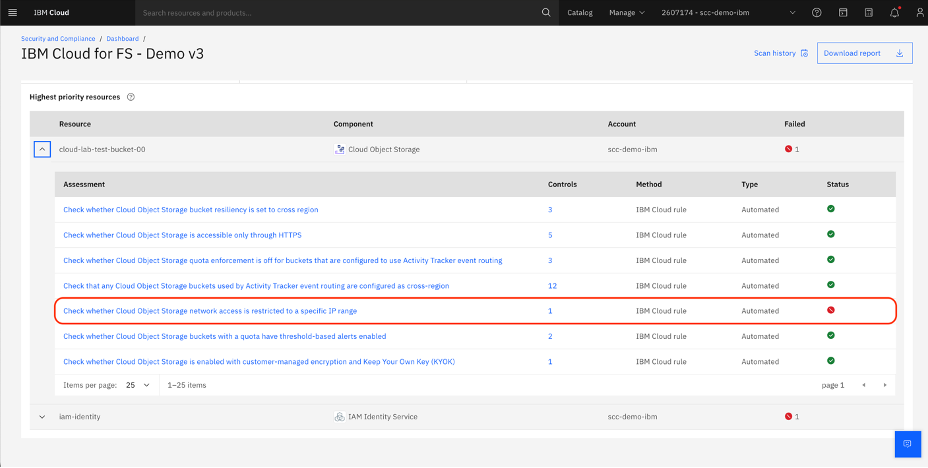 IBM Cloud
Search resources and products...
Catalog
Manage
2607174 - scc-demo-ibm
Security and Compliance / Dashboard /
IBM Cloud for FS - Demo v3
Scan history
Download report
Highest priority resources
Resource Component Account Failed
cloud-lab-test-bucket-00 Cloud Object Storage scc-demo-ibm 1
Assessment Controls Method Type Status
Check whether Cloud Object Storage bucket resiliency is set to cross region 3 IBM Cloud rule Automated
Check whether Cloud Object Storage is accessible only through HTTPS 5 IBM Cloud rule Automated
Check whether Cloud Object Storage quota enforcement is off for buckets that are configured to use Activity Tracker event routing 3 IBM Cloud rule Automated
Check that any Cloud Object Storage buckets used by Activity Tracker event routing are configured as cross-region 12 IBM Cloud rule Automated
Check whether Cloud Object Storage network access is restricted to a specific IP range 1 IBM Cloud rule Automated
Check whether Cloud Object Storage buckets with a quota have threshold-based alerts enabled 2 IBM Cloud rule Automated
Check whether Cloud Object Storage is enabled with customer-managed encryption and Keep Your Own Key (KYOK) 1 IBM Cloud rule Automated
Items per page: 25 1–25 items page 1
iam-identity IAM Identity Service scc-demo-ibm 1